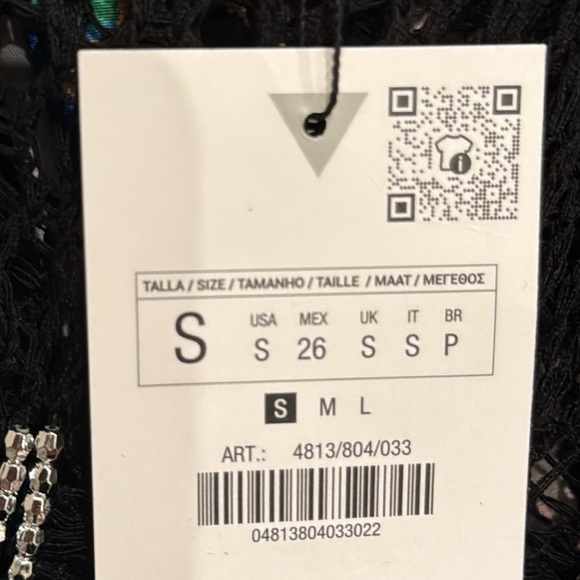 TALLA / SIZE / TAMANHO / TAILLE / MAAT / ΜΕΓΕΘΟΣ
S USA MEX UK IT BR
S 26 S S P
S M L
ART.: 4813/804/033
04813804033022